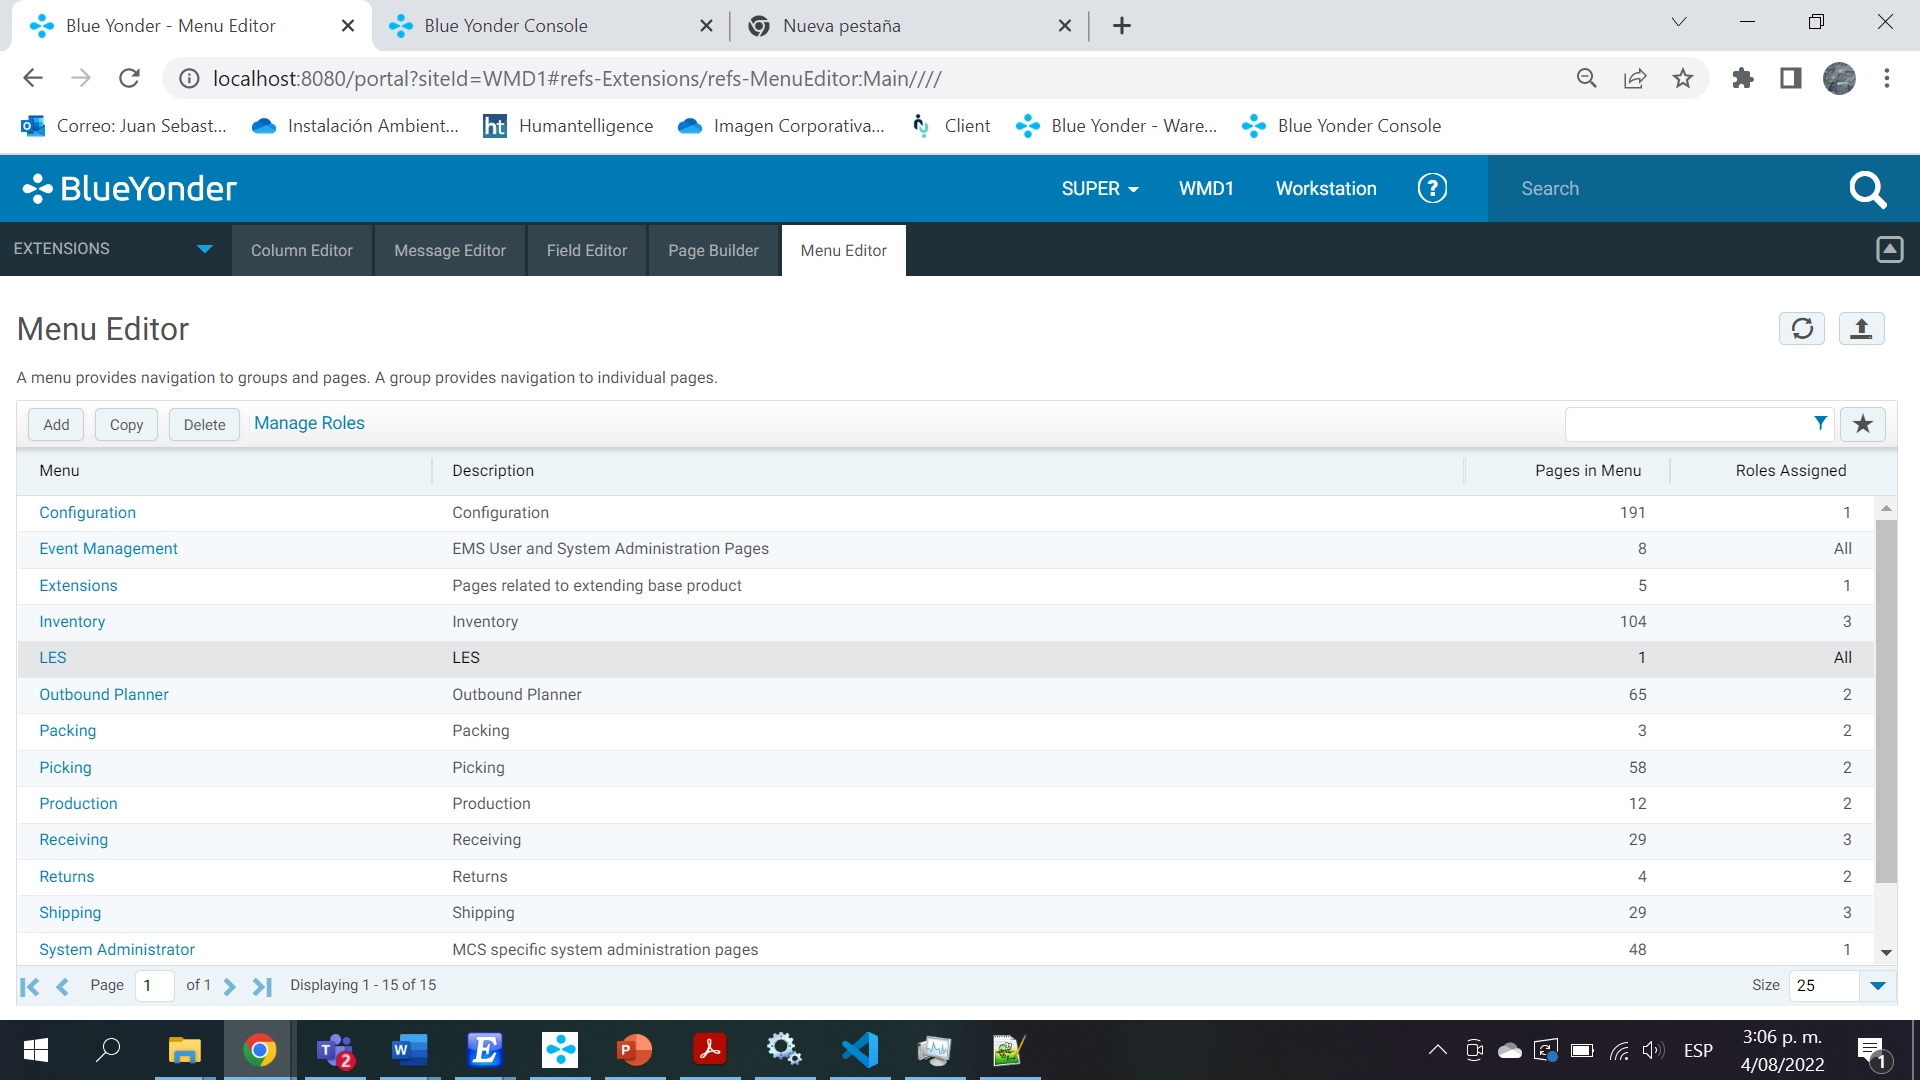 Blue Yonder - Menu Editor
Blue Yonder Console
Nueva pestaña
localhost:8080/portal?siteId=WMD1#refs-Extensions/refs-MenuEditor:Main////
Correo: Juan Sebast...
Instalación Ambient...
ht Humantelligence
Imagen Corporativa...
Client
Blue Yonder - Ware...
Blue Yonder Console
BlueYonder
SUPER
WMD1
Workstation
?
Search
EXTENSIONS
Column Editor
Message Editor
Field Editor
Page Builder
Menu Editor
Menu Editor
A menu provides navigation to groups and pages. A group provides navigation to individual pages.
Add Copy Delete Manage Roles
Menu Description Pages in Menu Roles Assigned
Configuration Configuration 191 1
Event Management EMS User and System Administration Pages 8 All
Extensions Pages related to extending base product 5 1
Inventory Inventory 104 3
LES LES 1 All
Outbound Planner Outbound Planner 65 2
Packing Packing 3 2
Picking Picking 58 2
Production Production 12 2
Receiving Receiving 29 3
Returns Returns 4 2
Shipping Shipping 29 3
System Administrator MCS specific system administration pages 48 1
Page 1 of 1 Displaying 1 - 15 of 15 Size 25
T 2
W
E
P
ESP
3:06 p. m.
4/08/2022
1